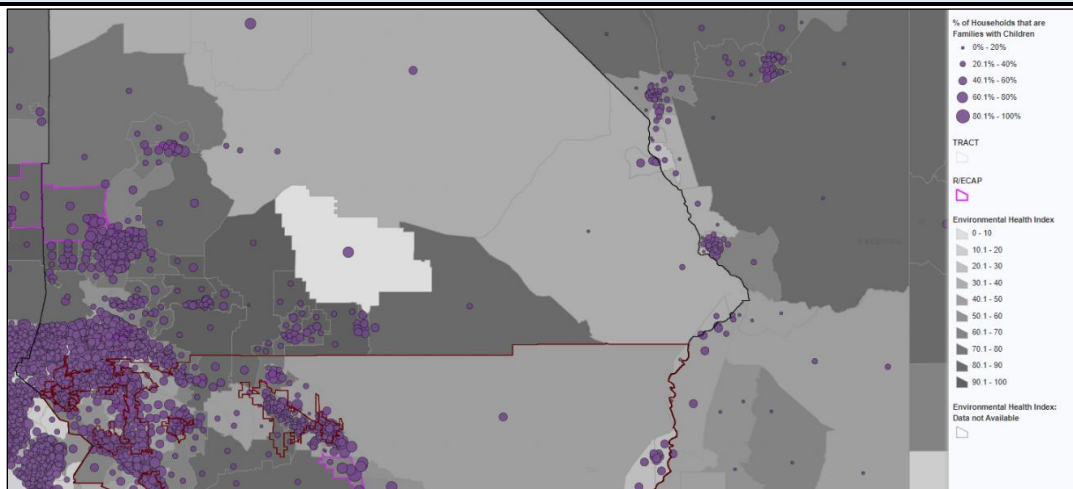 % of Households that are
Families with Children
0% - 20%
20.1% - 40%
40.1% - 60%
60.1% - 80%
80.1% - 100%
TRACT
R/ECAP
Environmental Health Index
0 - 10
10.1 - 20
20.1 - 30
30.1 - 40
40.1 - 50
50.1 - 60
60.1 - 70
70.1 - 80
80.1 - 90
90.1 - 100
Environmental Health Index:
Data not Available